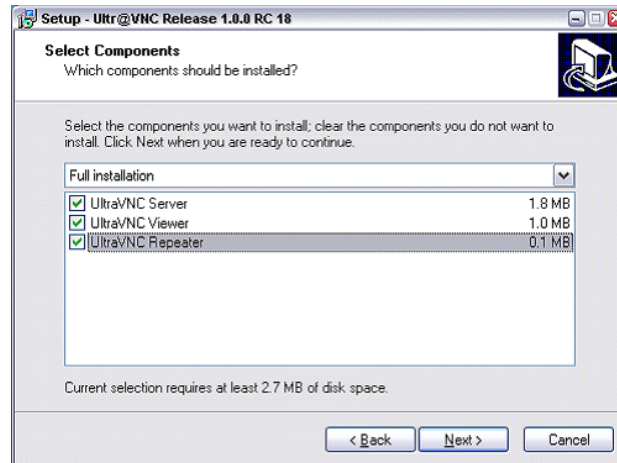 Setup - Ultr@VNC Release 1.0.0 RC 18
Select Components
Which components should be installed?
Select the components you want to install; clear the components you do not want to
install. Click Next when you are ready to continue.
Full installation
UltraVNC Server 1.8 MB
UltraVNC Viewer 1.0 MB
UltraVNC Repeater 0.1 MB
Current selection requires at least 2.7 MB of disk space.
< Back Next > Cancel